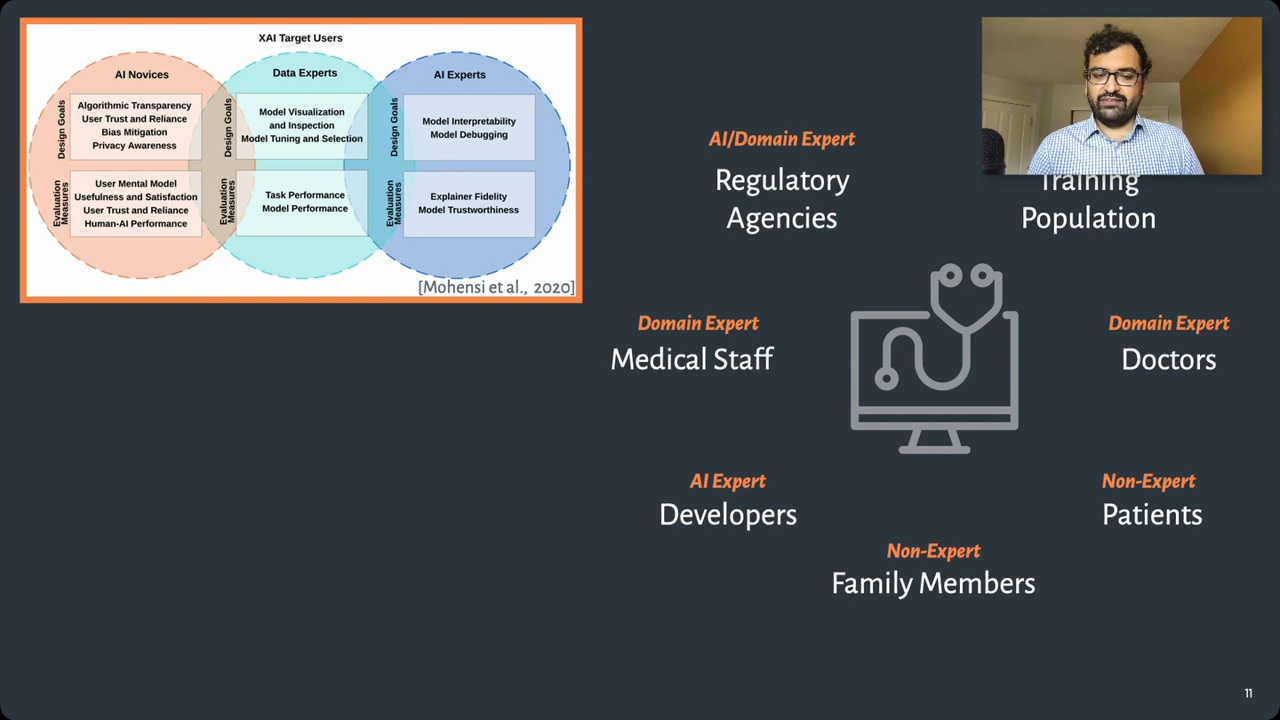 XAI Target Users
AI Novices
Design Goals
Algorithmic Transparency
User Trust and Reliance
Bias Mitigation
Privacy Awareness
Evaluation
Measures
User Mental Model
Usefulness and Satisfaction
User Trust and Reliance
Human-AI Performance
Data Experts
Design Goals
Model Visualization
and Inspection
Model Tuning and Selection
Evaluation
Measures
Task Performance
Model Performance
AI Experts
Design Goals
Model Interpretability
Model Debugging
Evaluation
Measures
Explainer Fidelity
Model Trustworthiness
[Mohensi et al., 2020]
AI/Domain Expert
Regulatory
Agencies
Training
Population
Domain Expert
Medical Staff
Domain Expert
Doctors
AI Expert
Developers
Non-Expert
Patients
Non-Expert
Family Members
11